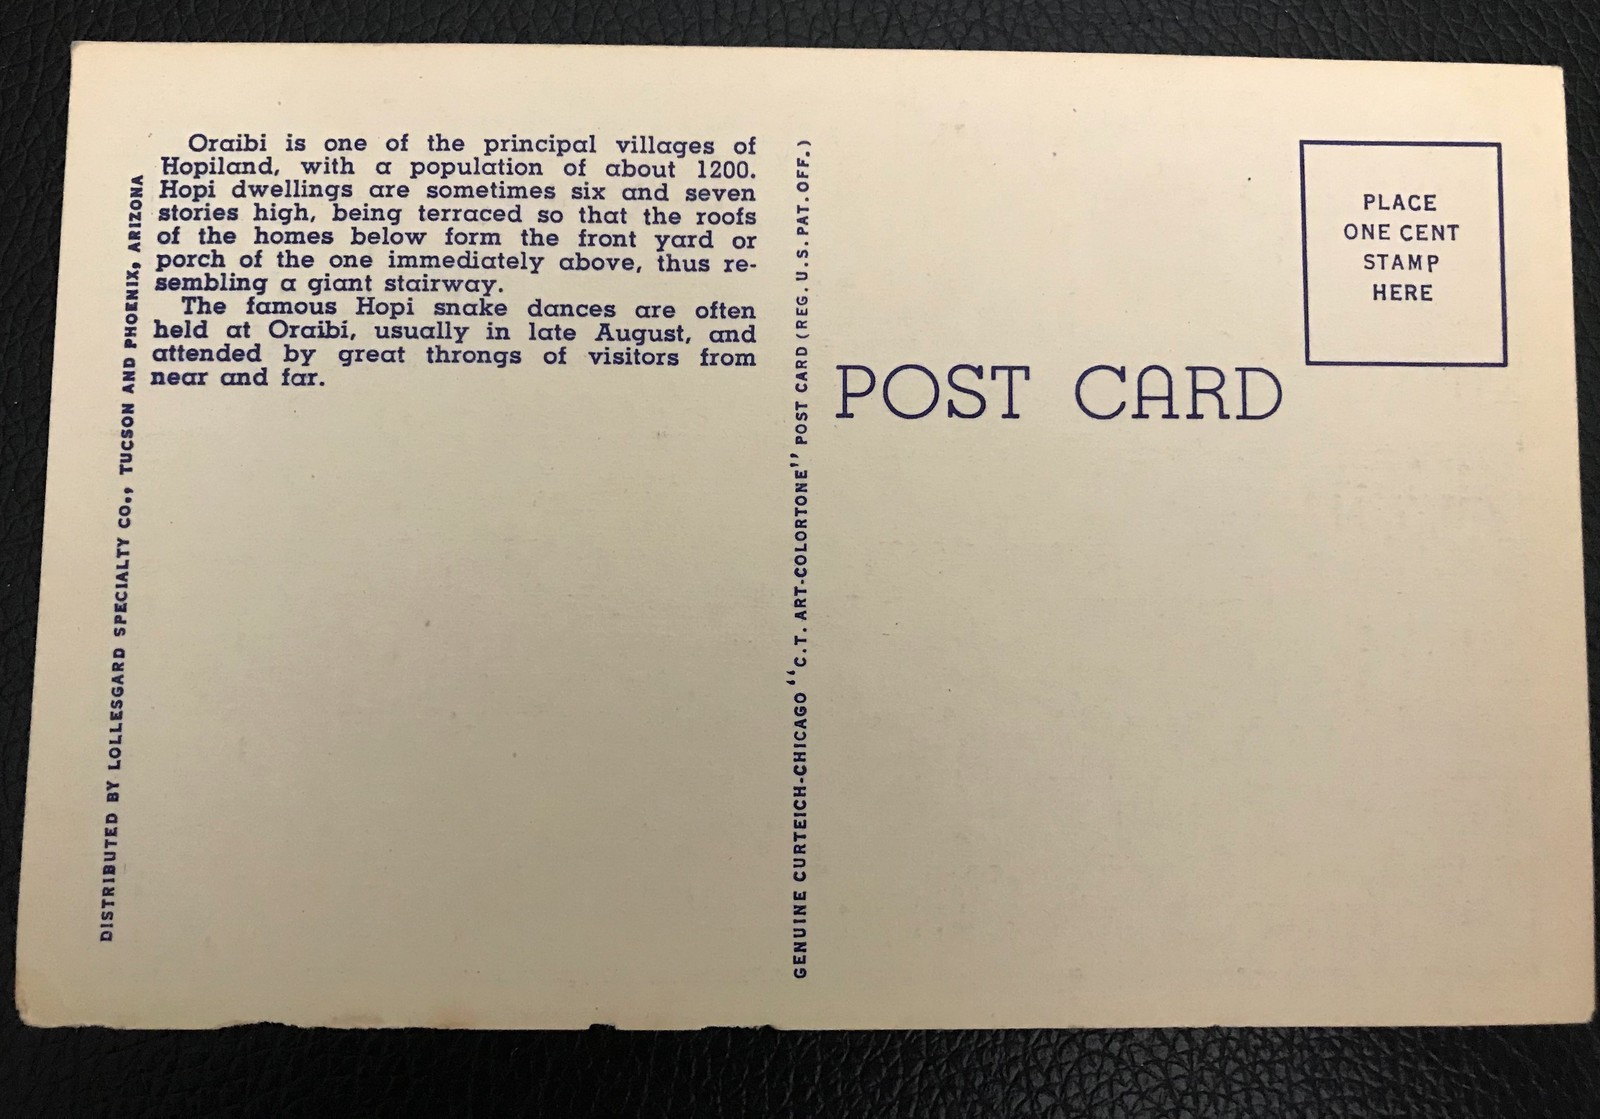 Oraibi is one of the principal villages of
Hopiland, with a population of about 1200.
Hopi dwellings are sometimes six and seven
stories high, being terraced so that the roofs
of the homes below form the front yard or
porch of the one immediately above, thus re-
sembling a giant stairway.
The famous Hopi snake dances are often
held at Oraibi, usually in late August, and
attended by great throngs of visitors from
near and far.
DISTRIBUTED BY LOLLESGARD SPECIALTY CO., TUCSON AND PHOENIX, ARIZONA
GENUINE CURTEICH-CHICAGO "C.T. ART-COLORTONE" POST CARD (REG. U.S. PAT. OFF.)
POST CARD
PLACE
ONE CENT
STAMP
HERE